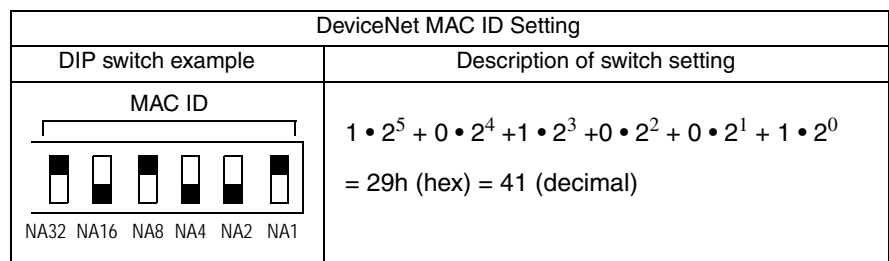 DeviceNet MAC ID Setting
DIP switch example
Description of switch setting
MAC ID
NA32 NA16 NA8 NA4 NA2 NA1
1 • 2⁵ + 0 • 2⁴ +1 • 2³ +0 • 2² + 0 • 2¹ + 1 • 2⁰
= 29h (hex) = 41 (decimal)